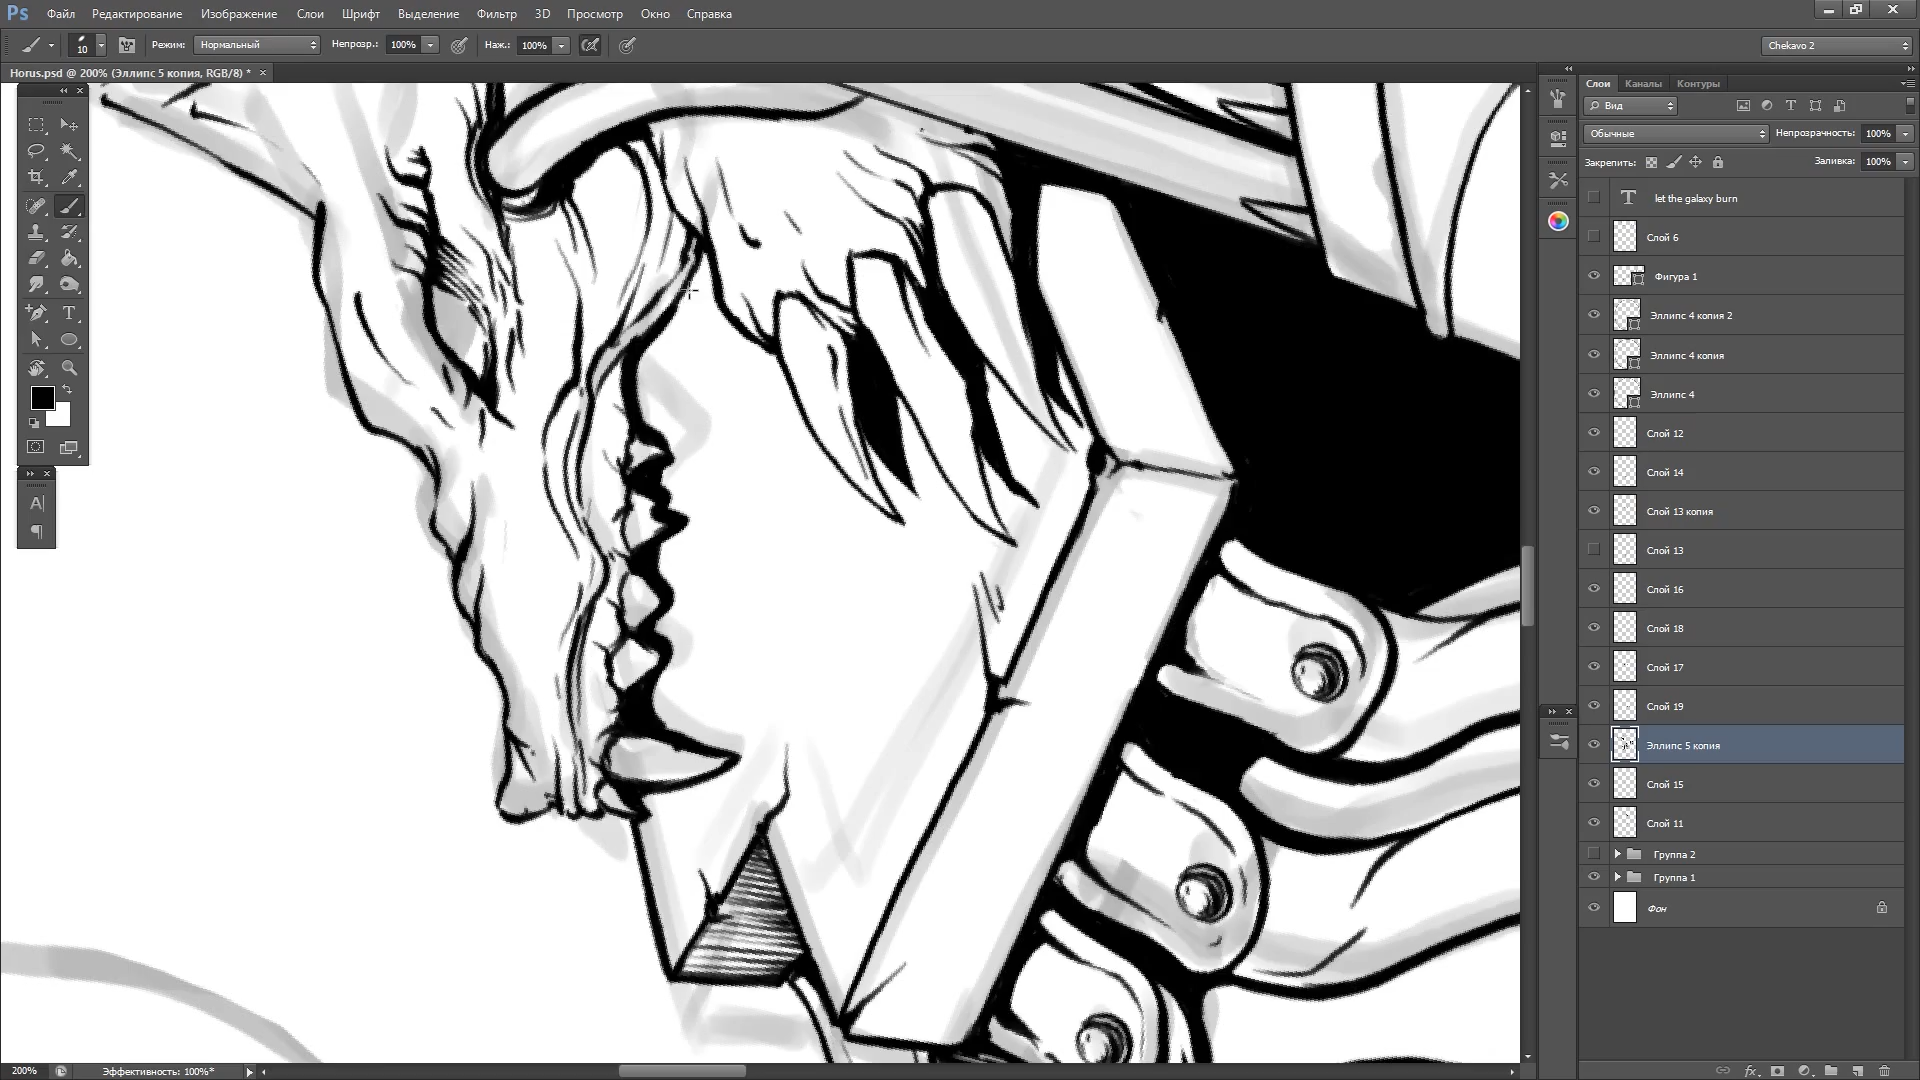 Ps Файл Редактирование Изображение Слои Шрифт Выделение Фильтр 3D Просмотр Окно Справка
10 Режим: Нормальный Непрозр.: 100% Наж.: 100% Chekavo 2
Horus.psd @ 200% (Эллипс 5 копия, RGB/8) * ×
Слои Каналы Контуры
Вид
Обычные Непрозрачность: 100%
Закрепить: Заливка: 100%
let the galaxy burn
Слой 6
Фигура 1
Эллипс 4 копия 2
Эллипс 4 копия
Эллипс 4
Слой 12
Слой 14
Слой 13 копия
Слой 13
Слой 16
Слой 18
Слой 17
Слой 19
Эллипс 5 копия
Слой 15
Слой 11
Группа 2
Группа 1
Фон
200% Эффективность: 100%*